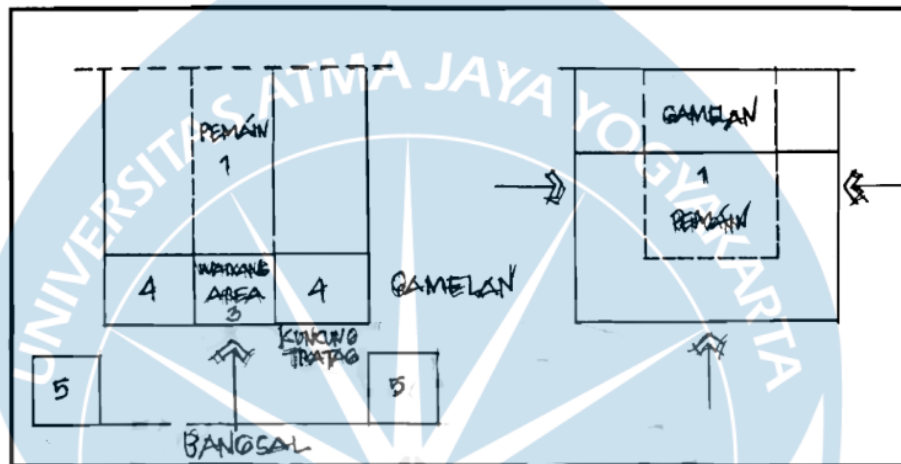 UNIVERSITAS ATMA JAYA YOGYAKARTA
PEMAIN
1
4
AREA
3
4
GAMELAN
KUNCUNG
TRATAG
5
5
BANGSAL
GAMELAN
1
PEMAIN